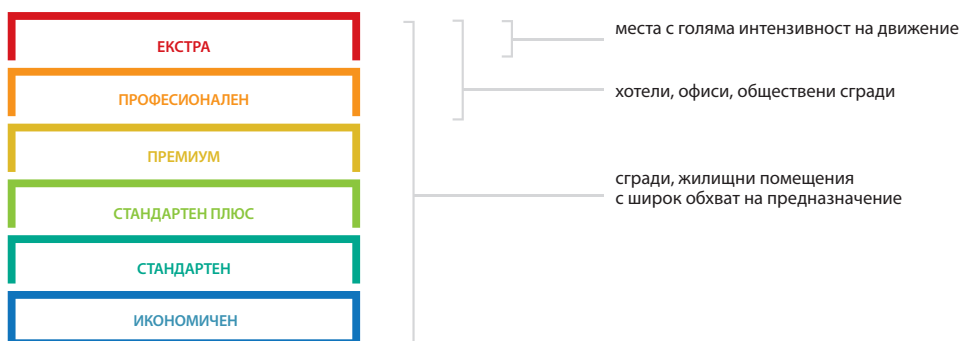 ЕКСТРА
ПРОФЕСИОНАЛЕН
ПРЕМИУМ
СТАНДАРТЕН ПЛЮС
СТАНДАРТЕН
ИКОНОМИЧЕН
места с голяма интензивност на движение
хотели, офиси, обществени сгради
сгради, жилищни помещения
с широк обхват на предназначение